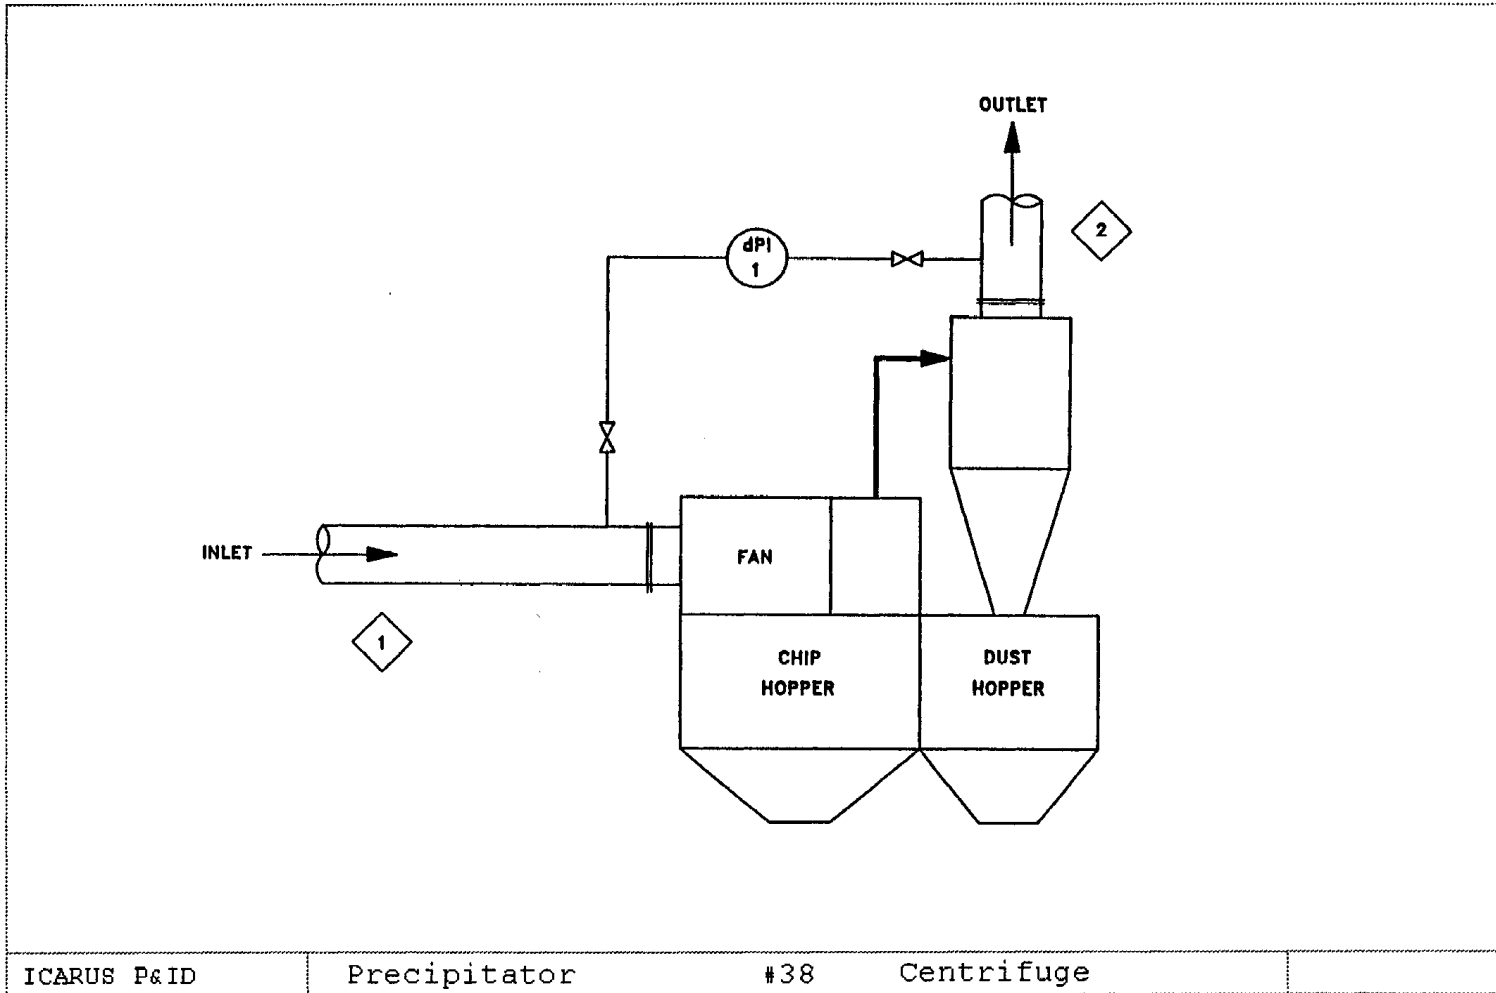 OUTLET
2
dPI
1
INLET
FAN
1
CHIP
HOPPER
DUST
HOPPER
ICARUS P&ID
Precipitator #38 Centrifuge